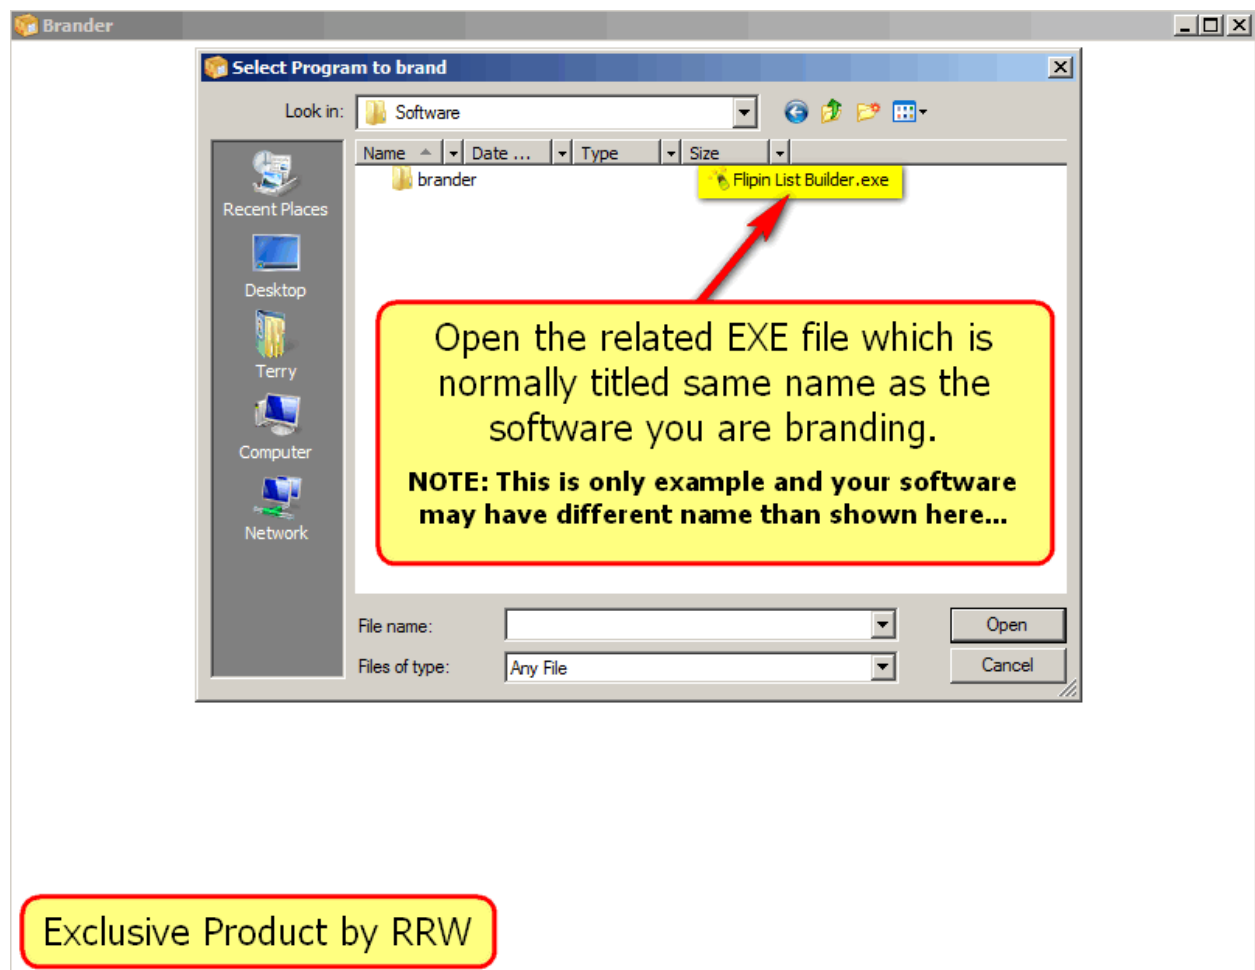 Brander
Select Program to brand
Look in: Software
Name Date ... Type Size
brander Flipin List Builder.exe
Recent Places
Desktop
Terry
Computer
Network
Open the related EXE file which is
normally titled same name as the
software you are branding.
NOTE: This is only example and your software
may have different name than shown here...
File name: Open
Files of type: Any File Cancel
Exclusive Product by RRW